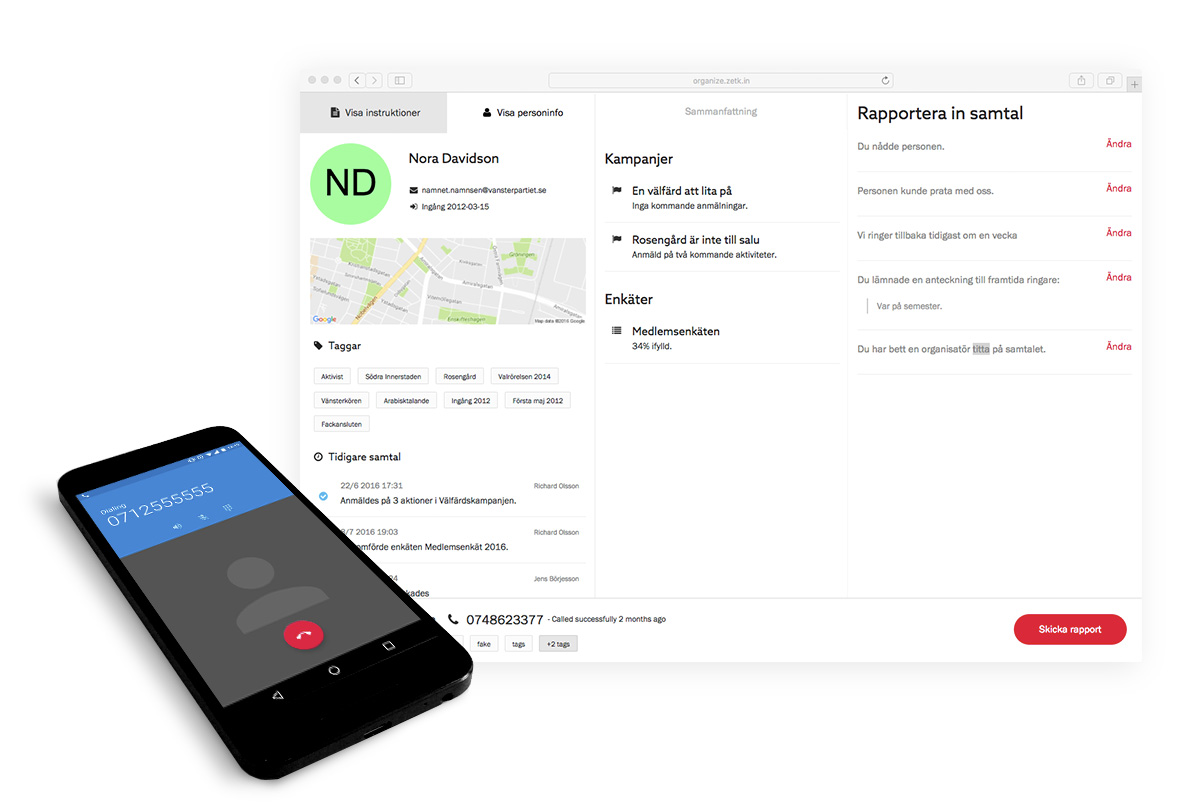 organize.zetk.in
Visa instruktioner
Visa personinfo
ND
Nora Davidson
namnet.namnsen@vansterpartiet.se
Ingång 2012-03-15
Amiralsgatan
Nobelvägen
Ystadsgatan
Google
Map data ©2016 Google
Taggar
Aktivist
Södra Innerstaden
Rosengård
Valrörelsen 2014
Vänsterkören
Arabisktalande
Ingång 2012
Första maj 2012
Fackansluten
Tidigare samtal
22/6 2016 17:31
Richard Olsson
Anmäldes på 3 aktioner i Välfärdskampanjen.
/7 2016 19:03
Richard Olsson
omförde enkäten Medlemsenkät 2016.
24
Jens Börjesson
kades
Sammanfattning
Kampanjer
En välfärd att lita på
Inga kommande anmälningar.
Rosengård är inte till salu
Anmäld på två kommande aktiviteter.
Enkäter
Medlemsenkäten
34% ifylld.
Rapportera in samtal
Du nådde personen.
Ändra
Personen kunde prata med oss.
Ändra
Vi ringer tillbaka tidigast om en vecka
Ändra
Du lämnade en anteckning till framtida ringare:
Ändra
Var på semester.
Du har bett en organisatör titta på samtalet.
Ändra
0748623377 - Called successfully 2 months ago
fake
tags
+2 tags
Skicka rapport
Dialing
0712555555